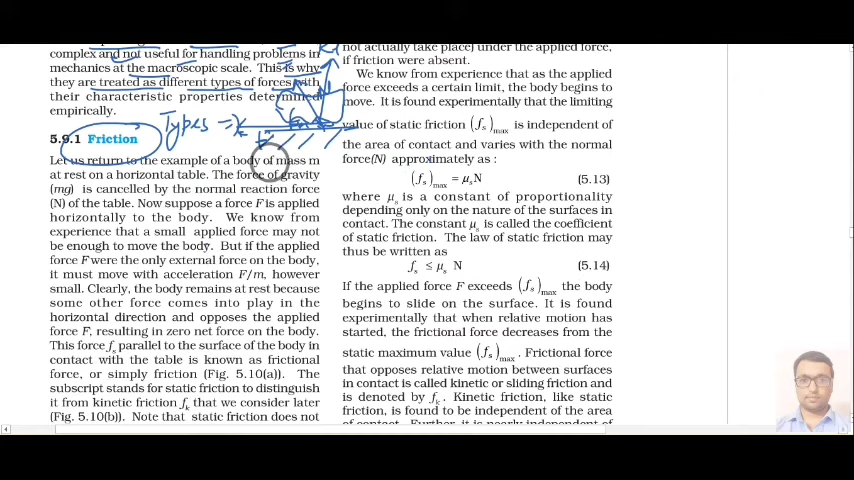 complex and not useful for handling problems in
mechanics at the macroscopic scale. This is why
they are treated as different types of forces with
their characteristic properties determined
empirically.
5.9.1 Friction
Types ⇒
Let us return to the example of a body of mass m
at rest on a horizontal table. The force of gravity
(mg) is cancelled by the normal reaction force
(N) of the table. Now suppose a force F is applied
horizontally to the body. We know from
experience that a small applied force may not
be enough to move the body. But if the applied
force F were the only external force on the body,
it must move with acceleration F/m, however
small. Clearly, the body remains at rest because
some other force comes into play in the
horizontal direction and opposes the applied
force F, resulting in zero net force on the body.
This force fs parallel to the surface of the body in
contact with the table is known as frictional
force, or simply friction (Fig. 5.10(a)). The
subscript stands for static friction to distinguish
it from kinetic friction fk that we consider later
(Fig. 5.10(b)). Note that static friction does not
not actually take place) under the applied force,
if friction were absent.
We know from experience that as the applied
force exceeds a certain limit, the body begins to
move. It is found experimentally that the limiting
value of static friction (fs)max is independent of
the area of contact and varies with the normal
force(N) approximately as :
(fs)max = μsN (5.13)
where μs is a constant of proportionality
depending only on the nature of the surfaces in
contact. The constant μs is called the coefficient
of static friction. The law of static friction may
thus be written as
fs ≤ μs N (5.14)
If the applied force F exceeds (fs)max the body
begins to slide on the surface. It is found
experimentally that when relative motion has
started, the frictional force decreases from the
static maximum value (fs)max. Frictional force
that opposes relative motion between surfaces
in contact is called kinetic or sliding friction and
is denoted by fk. Kinetic friction, like static
friction, is found to be independent of the area
of contact. Further, it is nearly independent of